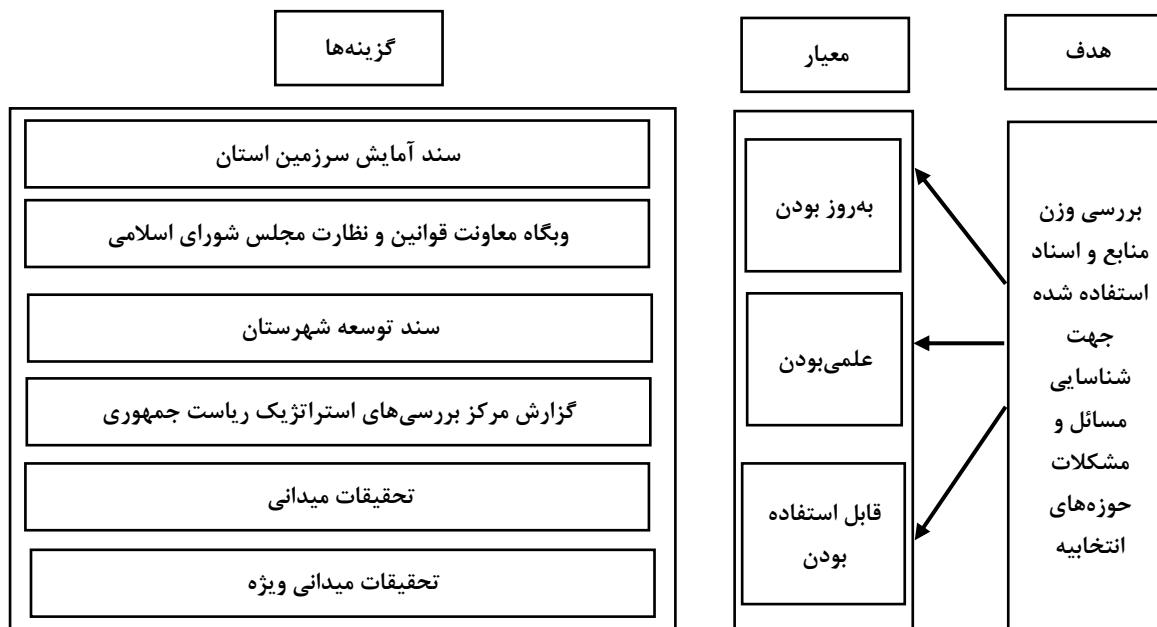 هدف
بررسی وزن
منابع و اسناد
استفاده شده
جهت
شناسایی
مسائل و
مشکلات
حوزه‌های
انتخابیه
معیار
به‌روز بودن
علمی‌بودن
قابل استفاده
بودن
گزینه‌ها
سند آمایش سرزمین استان
وبگاه معاونت قوانین و نظارت مجلس شورای اسلامی
سند توسعه شهرستان
گزارش مرکز بررسی‌های استراتژیک ریاست جمهوری
تحقیقات میدانی
تحقیقات میدانی ویژه